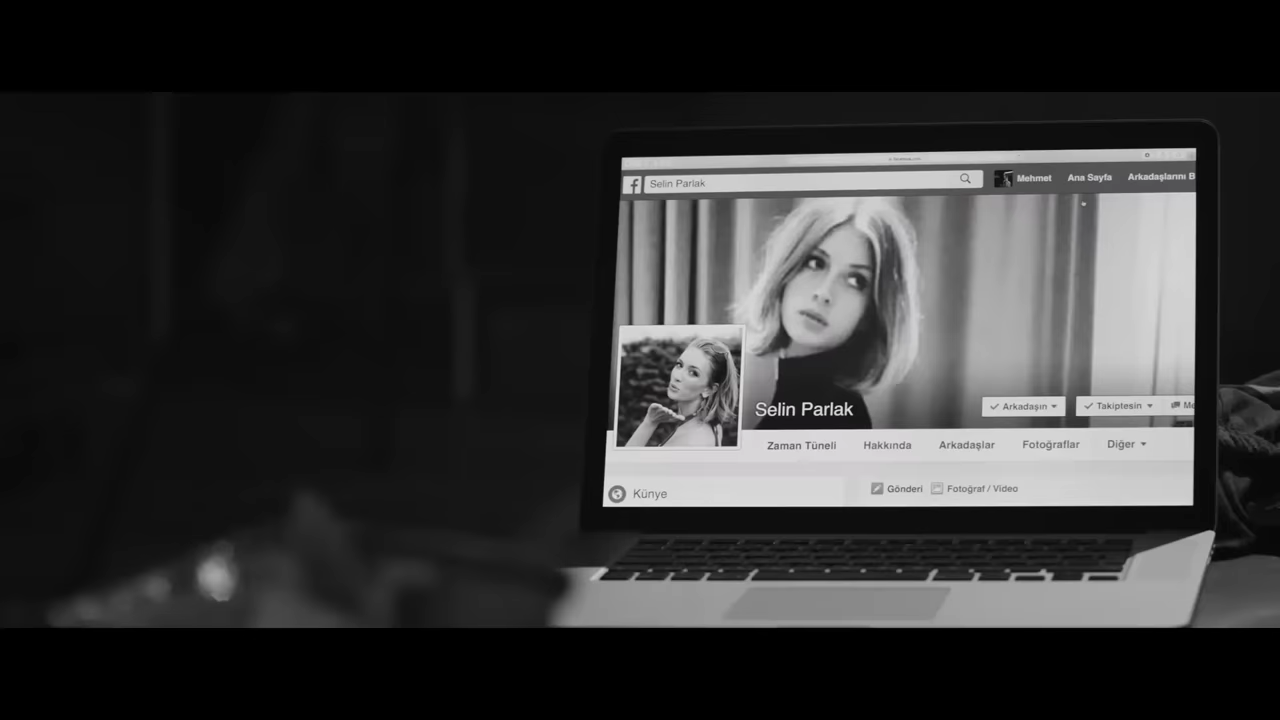 f Selin Parlak Mehmet Ana Sayfa Arkadaşlarını B
Selin Parlak ✓ Arkadaşın ✓ Takiptesin Me
Zaman Tüneli Hakkında Arkadaşlar Fotoğraflar Diğer
Künye Gönderi Fotoğraf / Video